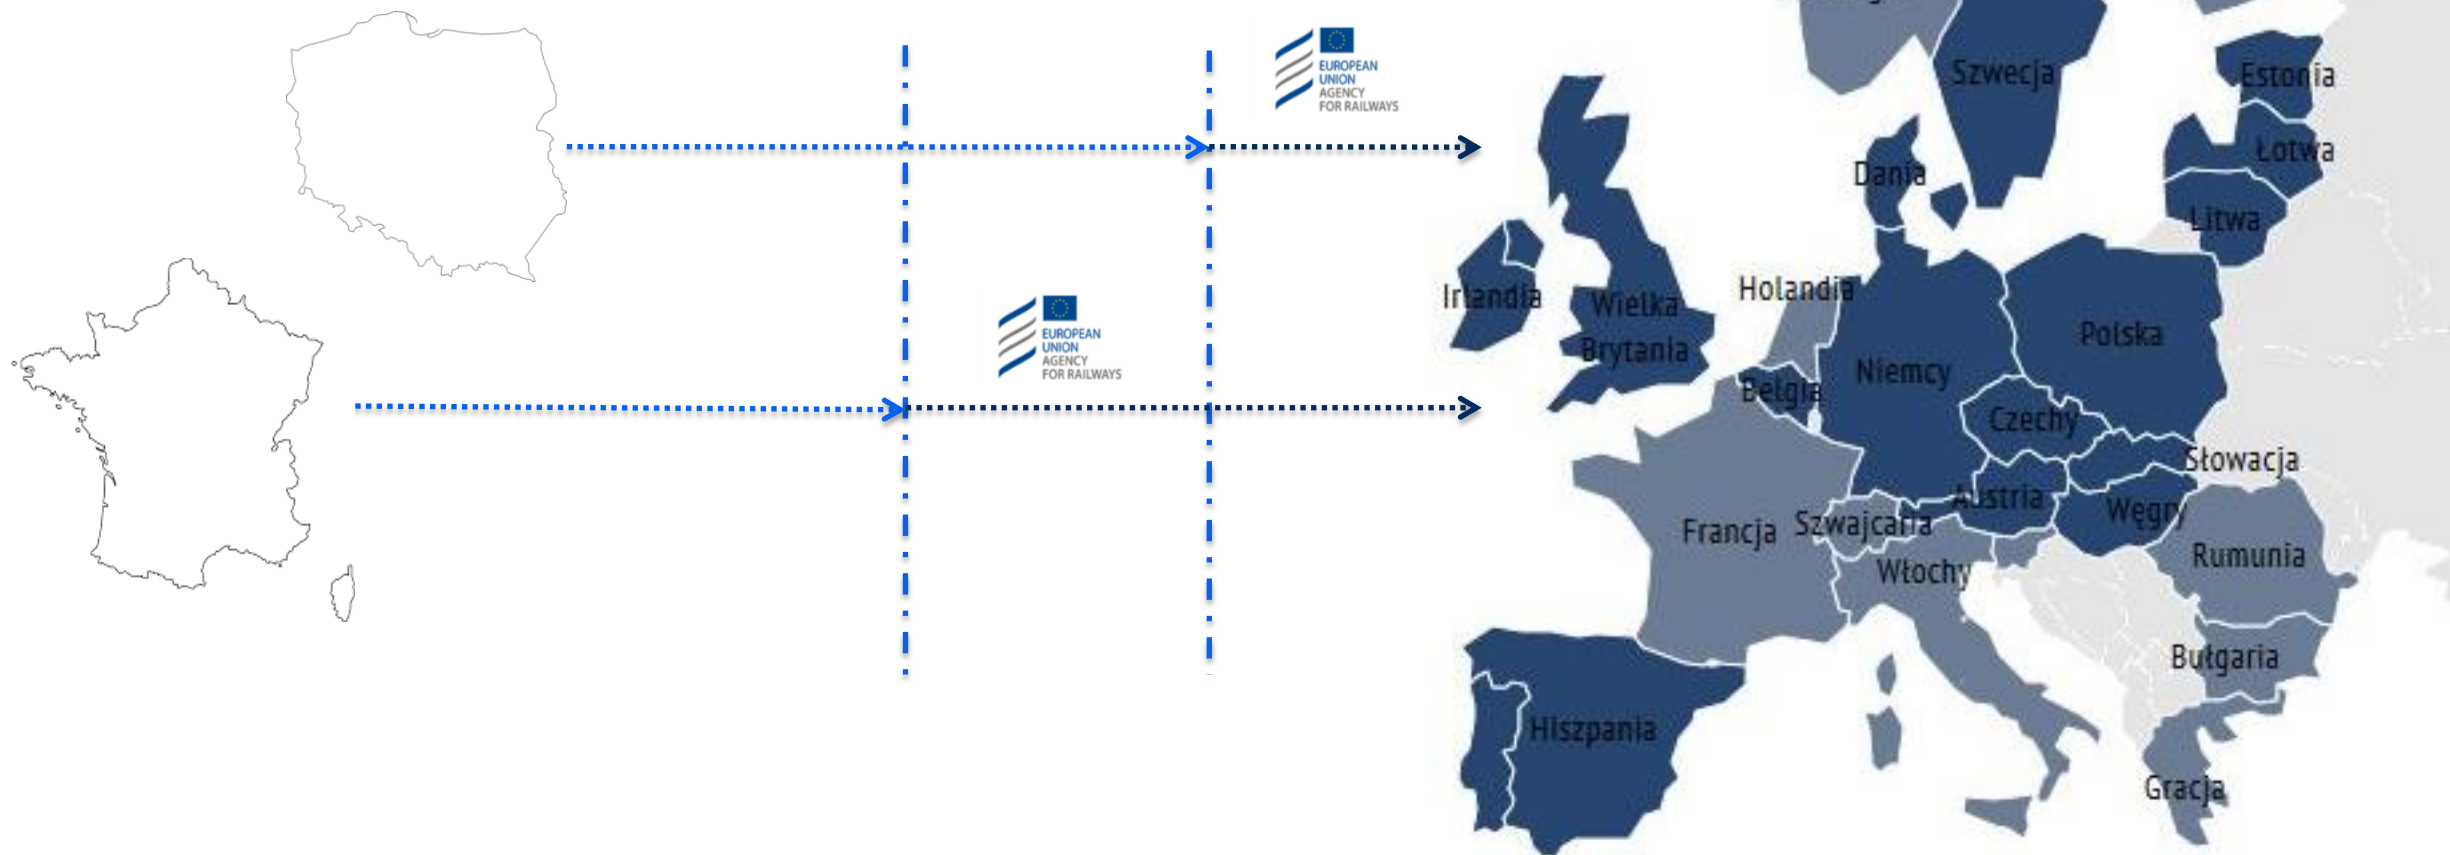 EUROPEAN
UNION
AGENCY
FOR RAILWAYS
EUROPEAN
UNION
AGENCY
FOR RAILWAYS
Szwecja
Estonia
Łotwa
Dania
Litwa
Holandia
Irlandia
Wielka
Brytania
Polska
Niemcy
Belgia
Czechy
Słowacja
Austria
Węgry
Francja
Szwajcaria
Włochy
Rumunia
Bułgaria
Hiszpania
Gracja